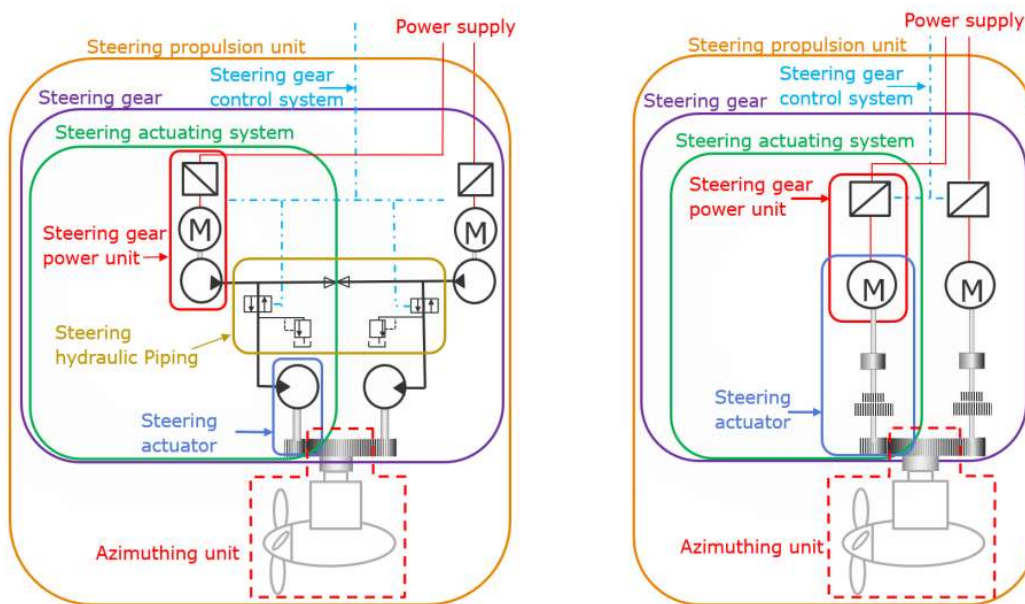 Power supply
Steering propulsion unit
Steering gear
control system
Steering gear
Steering actuating system
Steering gear
power unit
M
M
Steering
hydraulic Piping
Steering
actuator
Azimuthing unit
Power supply
Steering propulsion unit
Steering gear
control system
Steering gear
Steering actuating system
Steering gear
power unit
M
M
Steering
actuator
Azimuthing unit